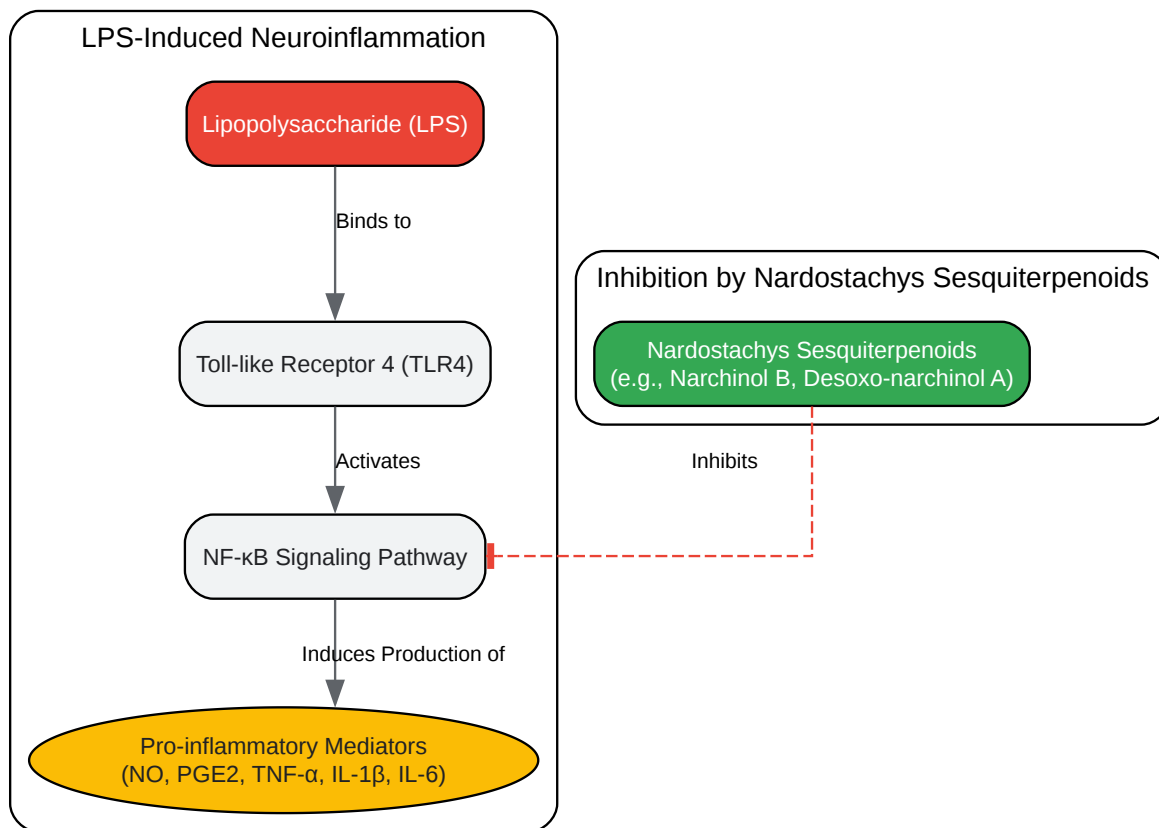 LPS-Induced Neuroinflammation
Lipopolysaccharide (LPS)
Binds to
Toll-like Receptor 4 (TLR4)
Activates
NF-κB Signaling Pathway
Induces Production of
Pro-inflammatory Mediators
(NO, PGE2, TNF-α, IL-1β, IL-6)
Inhibition by Nardostachys Sesquiterpenoids
Nardostachys Sesquiterpenoids
(e.g., Narchinol B, Desoxo-narchinol A)
Inhibits